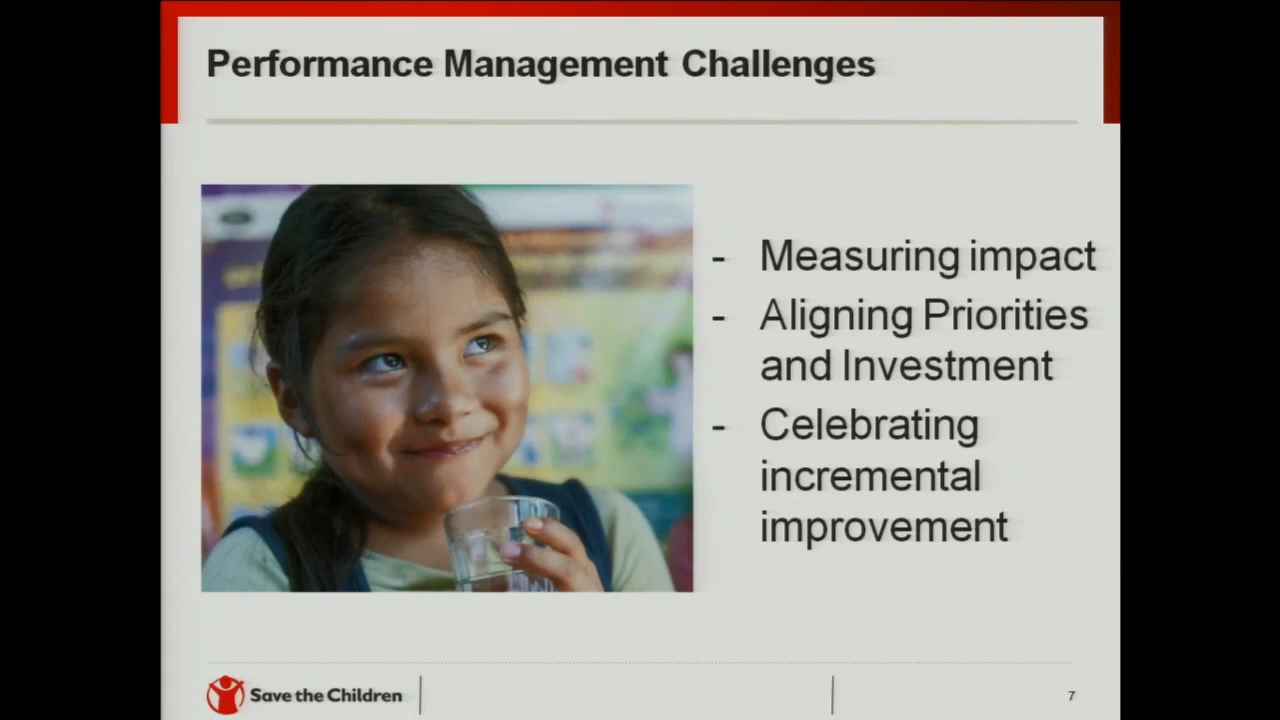 Performance Management Challenges
- Measuring impact
- Aligning Priorities
and Investment
- Celebrating
incremental
improvement
Save the Children
7